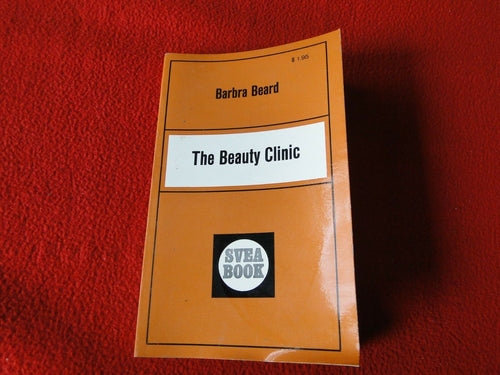 $ 1.95
Barbra Beard
The Beauty Clinic
SVEA
BOOK